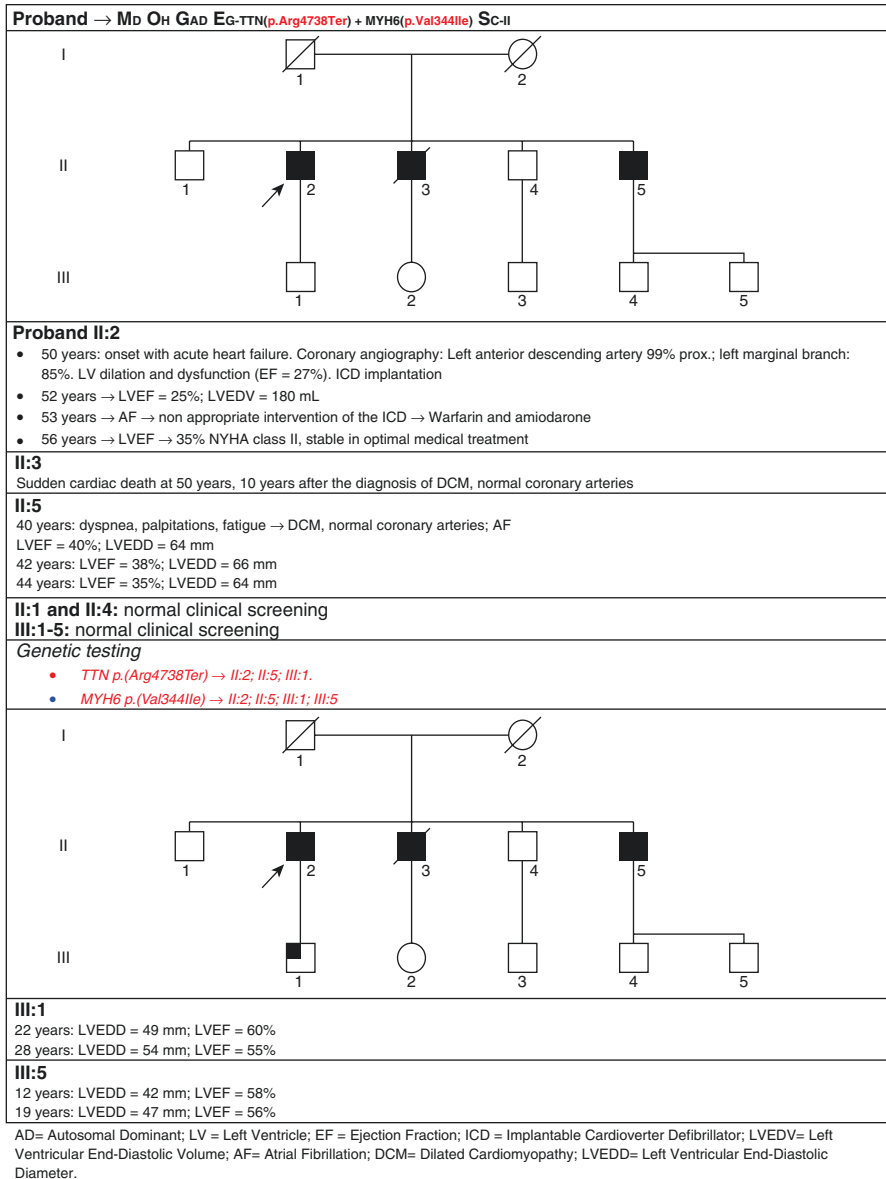 Proband → MD OH GAD EG-TTN(p.Arg4738Ter) + MYH6(p.Val344Ile) SC-II
I
1
2
II
1
2
3
4
5
III
1
2
3
4
5
Proband II:2
• 50 years: onset with acute heart failure. Coronary angiography: Left anterior descending artery 99% prox.; left marginal branch:
85%. LV dilation and dysfunction (EF = 27%). ICD implantation
• 52 years → LVEF = 25%; LVEDV = 180 mL
• 53 years → AF → non appropriate intervention of the ICD → Warfarin and amiodarone
• 56 years → LVEF → 35% NYHA class II, stable in optimal medical treatment
II:3
Sudden cardiac death at 50 years, 10 years after the diagnosis of DCM, normal coronary arteries
II:5
40 years: dyspnea, palpitations, fatigue → DCM, normal coronary arteries; AF
LVEF = 40%; LVEDD = 64 mm
42 years: LVEF = 38%; LVEDD = 66 mm
44 years: LVEF = 35%; LVEDD = 64 mm
II:1 and II:4: normal clinical screening
III:1-5: normal clinical screening
Genetic testing
• TTN p.(Arg4738Ter) → II:2; II:5; III:1.
• MYH6 p.(Val344Ile) → II:2; II:5; III:1; III:5
I
1
2
II
1
2
3
4
5
III
1
2
3
4
5
III:1
22 years: LVEDD = 49 mm; LVEF = 60%
28 years: LVEDD = 54 mm; LVEF = 55%
III:5
12 years: LVEDD = 42 mm; LVEF = 58%
19 years: LVEDD = 47 mm; LVEF = 56%
AD= Autosomal Dominant; LV = Left Ventricle; EF = Ejection Fraction; ICD = Implantable Cardioverter Defibrillator; LVEDV= Left
Ventricular End-Diastolic Volume; AF= Atrial Fibrillation; DCM= Dilated Cardiomyopathy; LVEDD= Left Ventricular End-Diastolic
Diameter.